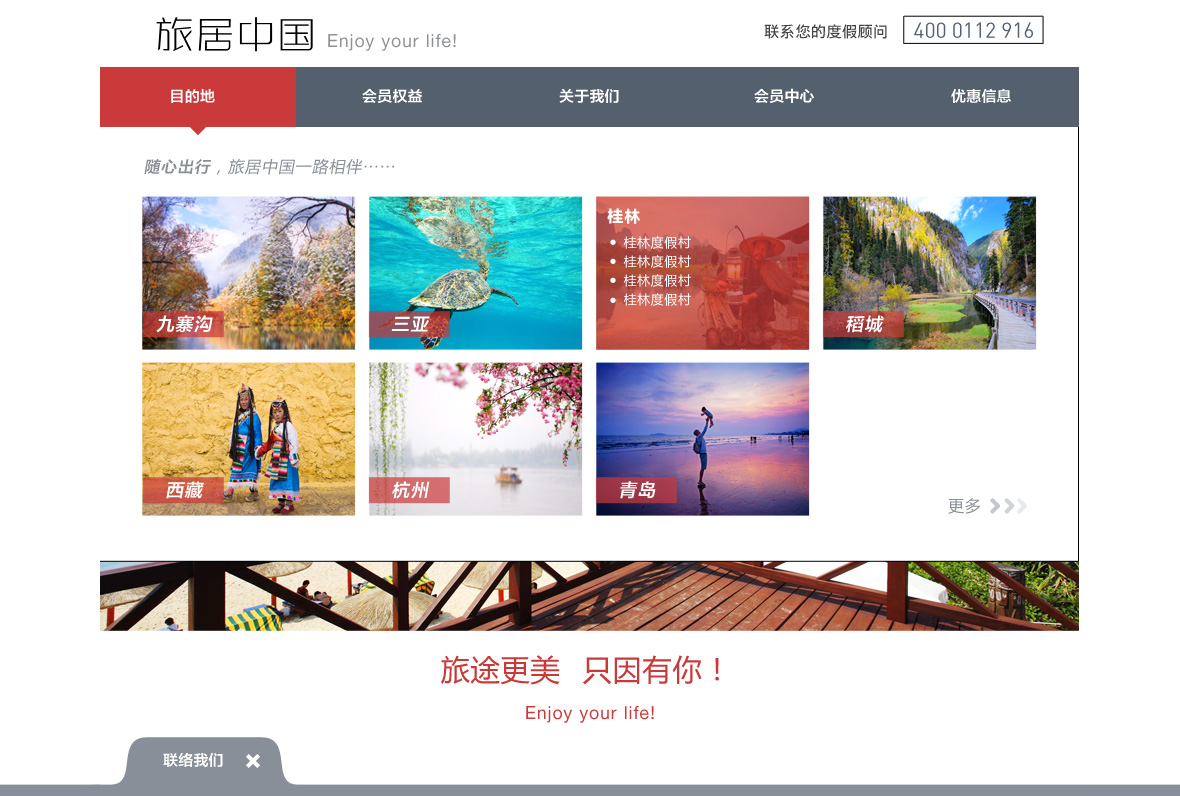 旅居中国 Enjoy your life!
联系您的度假顾问 400 0112 916
目的地 会员权益 关于我们 会员中心 优惠信息
随心出行，旅居中国一路相伴……
九寨沟
三亚
桂林
• 桂林度假村
• 桂林度假村
• 桂林度假村
• 桂林度假村
稻城
西藏
杭州
青岛
更多
旅途更美 只因有你！
Enjoy your life!
联络我们